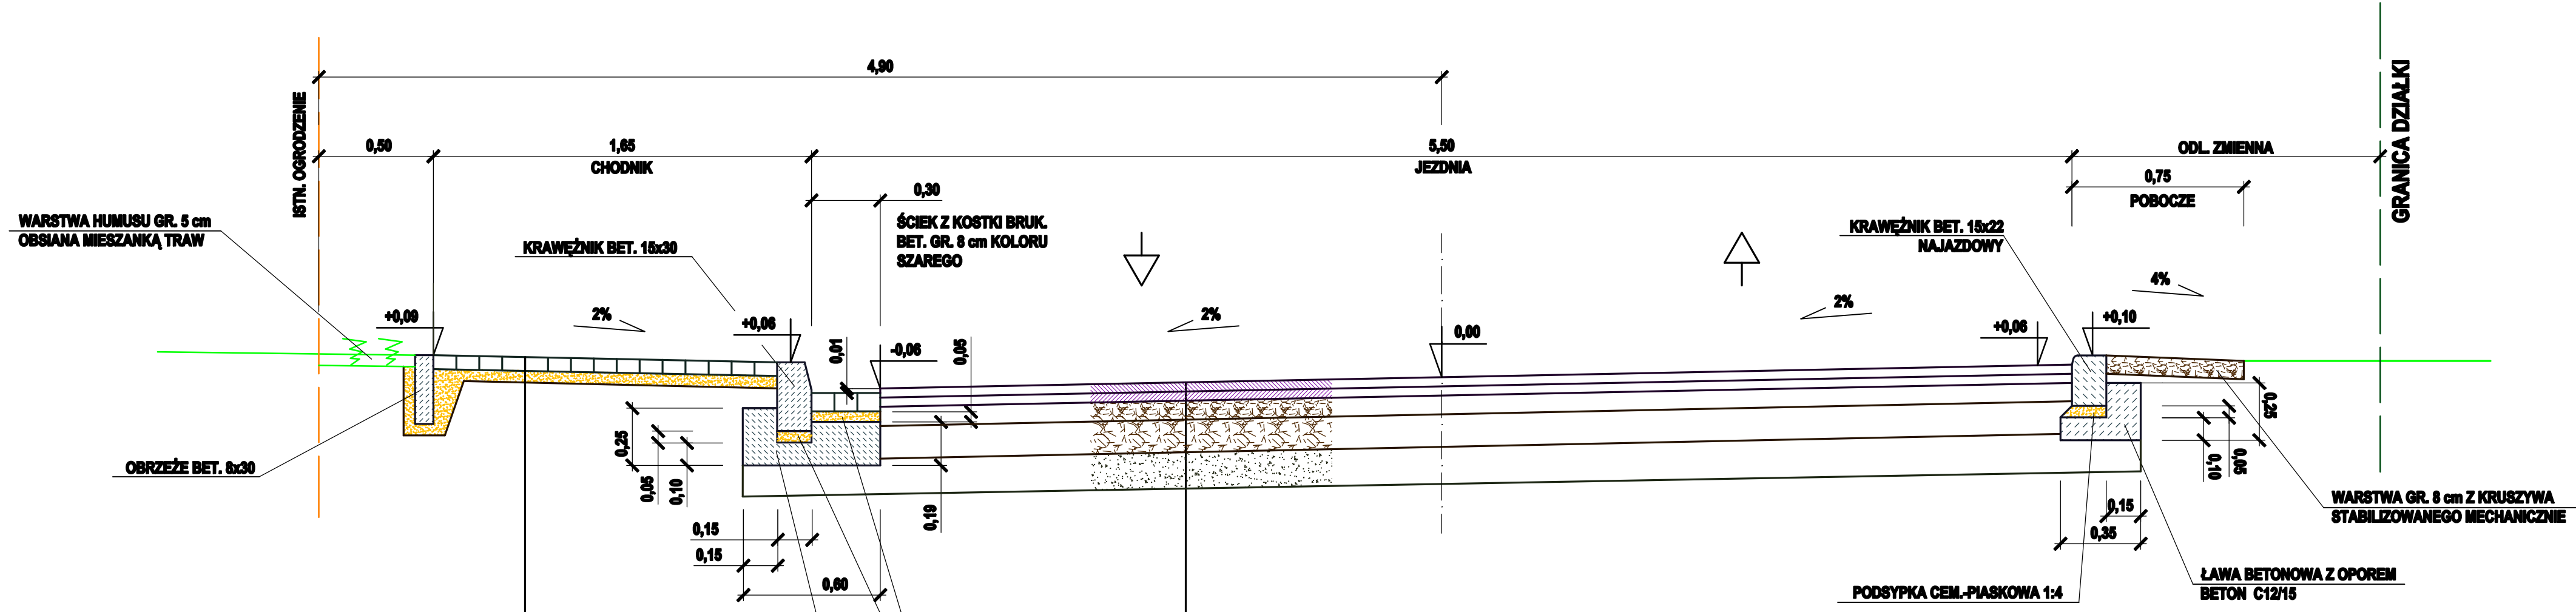 4,90
ISTN. OGRODZENIE
GRANICA DZIAŁKI
0,50
1,65
CHODNIK
5,50
JEZDNIA
ODL. ZMIENNA
0,75
POBOCZE
0,30
ŚCIEK Z KOSTKI BRUK.
BET. GR. 8 cm KOLORU
SZAREGO
WARSTWA HUMUSU GR. 5 cm
OBSIANA MIESZANKĄ TRAW
KRAWĘŻNIK BET. 15x30
KRAWĘŻNIK BET. 15x22
NAJAZDOWY
4%
+0,09
2%
+0,06
0,01
-0,06
0,05
2%
0,00
2%
+0,06
+0,10
OBRZEŻE BET. 8x30
0,25
0,05
0,10
0,19
0,15
0,15
0,60
0,25
0,05
0,10
0,15
0,35
WARSTWA GR. 8 cm Z KRUSZYWA
STABILIZOWANEGO MECHANICZNIE
ŁAWA BETONOWA Z OPOREM
BETON C12/15
PODSYPKA CEM.-PIASKOWA 1:4